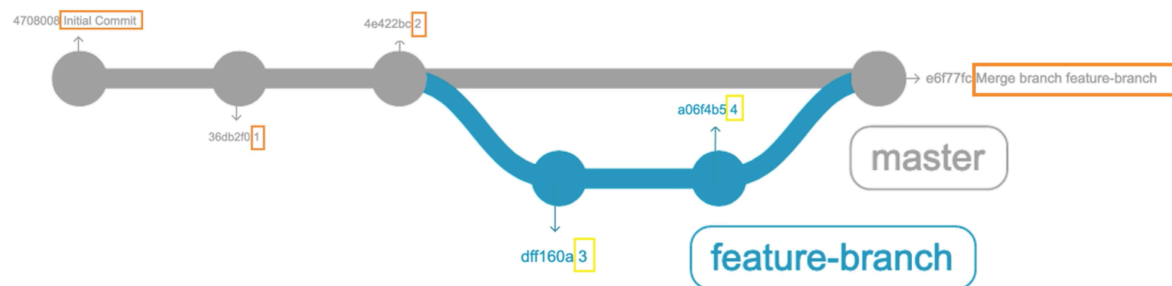 4708008 Initial Commit
4e422bc 2
e6f77fc Merge branch feature-branch
a06f4b5 4
36db2f0 1
master
dff160a 3
feature-branch